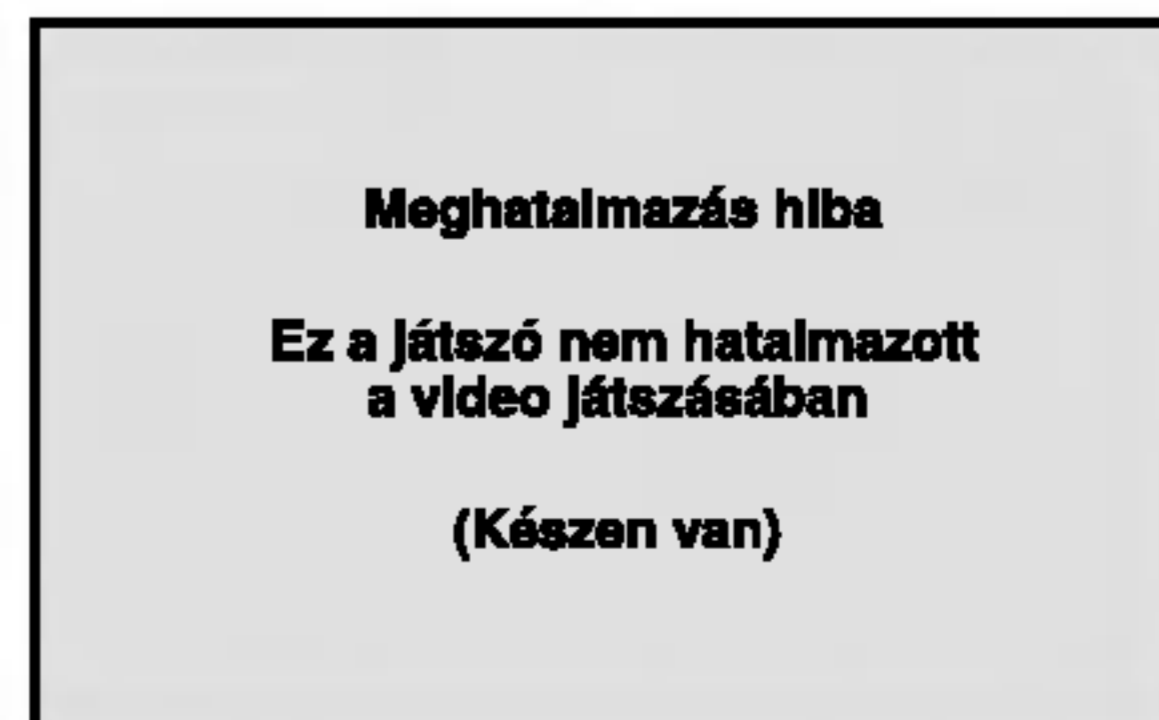 Meghatalmazás hiba
Ez a játszó nem hatalmazott
a video játszásában
(Készen van)